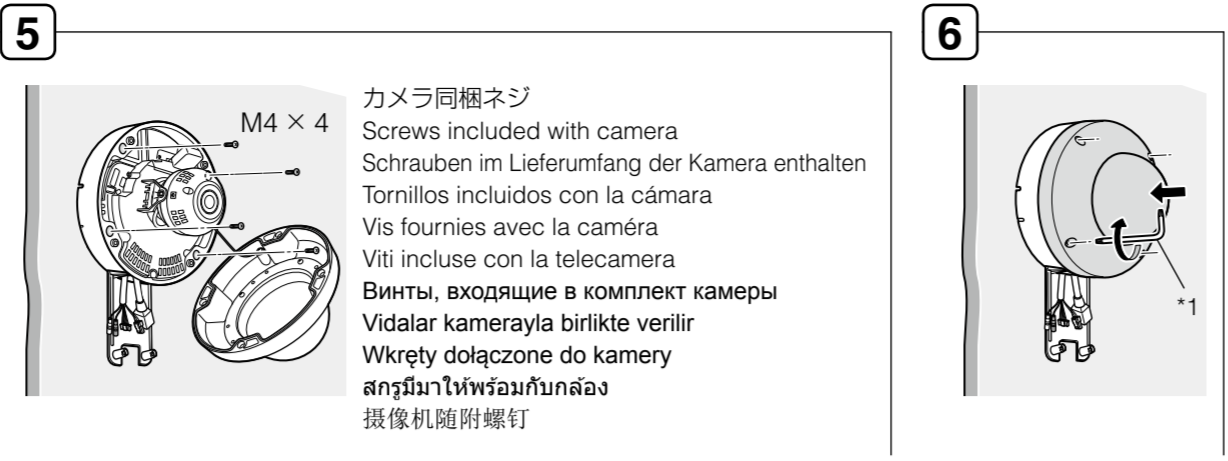 5
M4 × 4
カメラ同梱ネジ
Screws included with camera
Schrauben im Lieferumfang der Kamera enthalten
Tornillos incluidos con la cámara
Vis fournies avec la caméra
Viti incluse con la telecamera
Винты, входящие в комплект камеры
Vidalar kamerayla birlikte verilir
Wkręty dołączone do kamery
สกรูมีมาให้พร้อมกับกล้อง
摄像机随附螺钉
6
*1